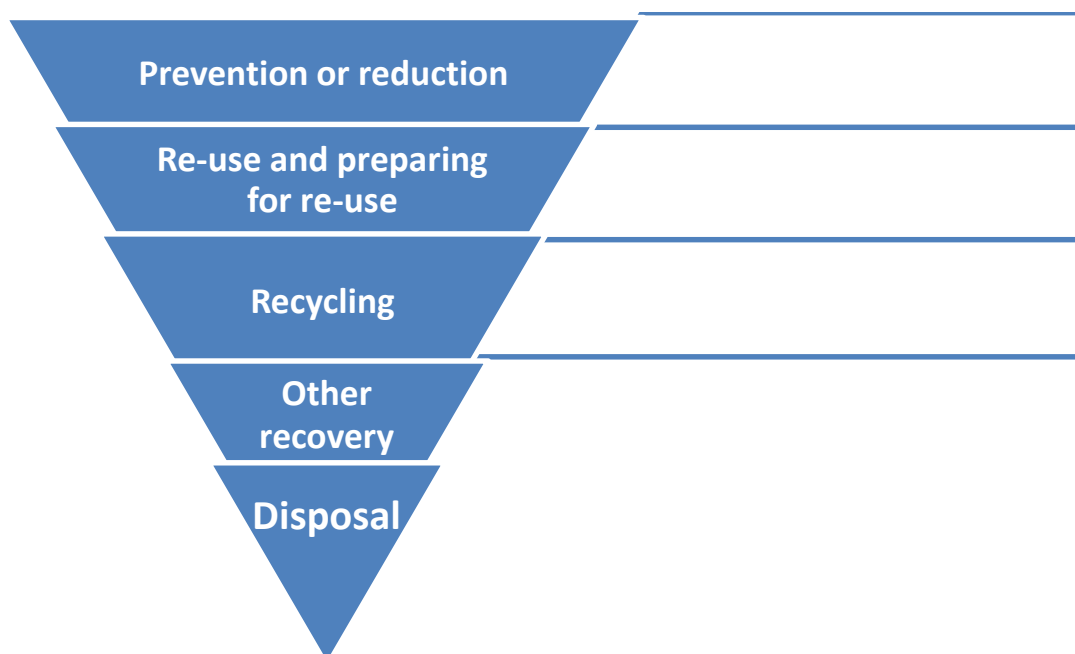 Prevention or reduction
Re-use and preparing
for re-use
Recycling
Other
recovery
Disposal